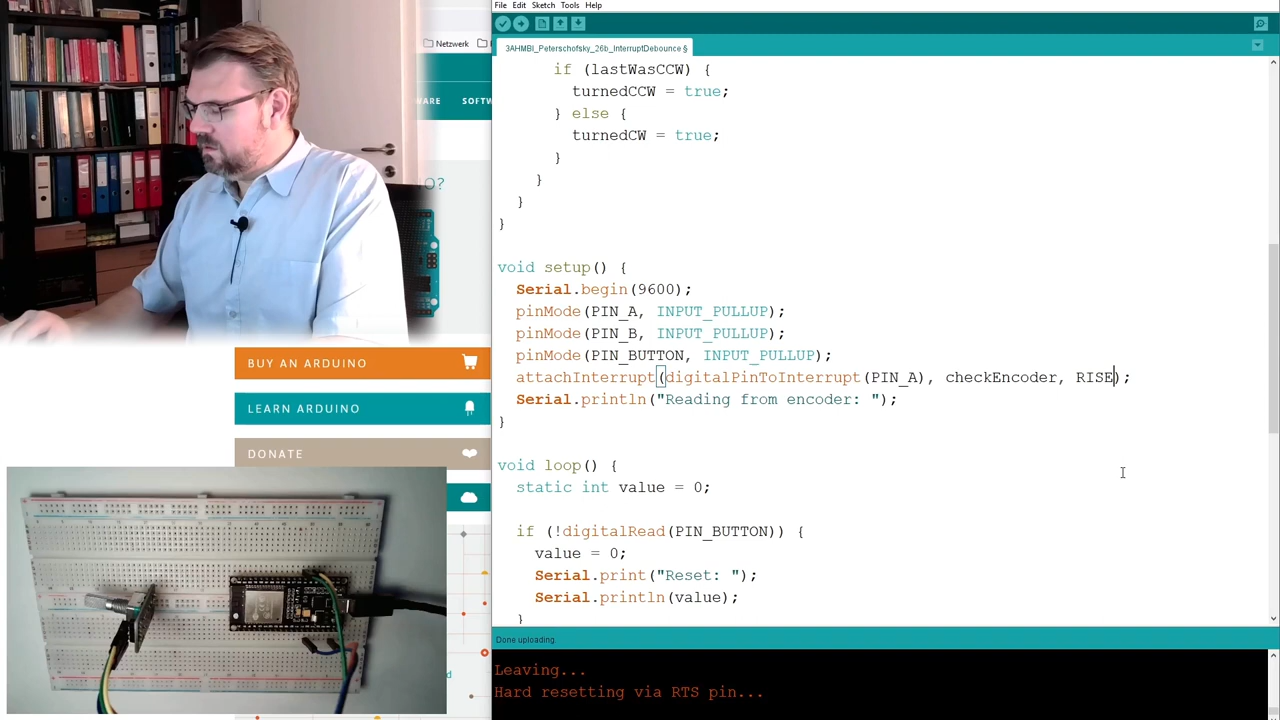 File Edit Sketch Tools Help
Netzwerk
3AHMBI_Peterschofsky_26b_InterruptDebounce §
WARE SOFTW
O?
BUY AN ARDUINO
LEARN ARDUINO
DONATE
if (lastWasCCW) {
turnedCCW = true;
} else {
turnedCW = true;
}
}
}
}
void setup() {
Serial.begin(9600);
pinMode(PIN_A, INPUT_PULLUP);
pinMode(PIN_B, INPUT_PULLUP);
pinMode(PIN_BUTTON, INPUT_PULLUP);
attachInterrupt(digitalPinToInterrupt(PIN_A), checkEncoder, RISE);
Serial.println("Reading from encoder: ");
}
void loop() {
static int value = 0;
if (!digitalRead(PIN_BUTTON)) {
value = 0;
Serial.print("Reset: ");
Serial.println(value);
}
Done uploading.
Leaving...
Hard resetting via RTS pin...